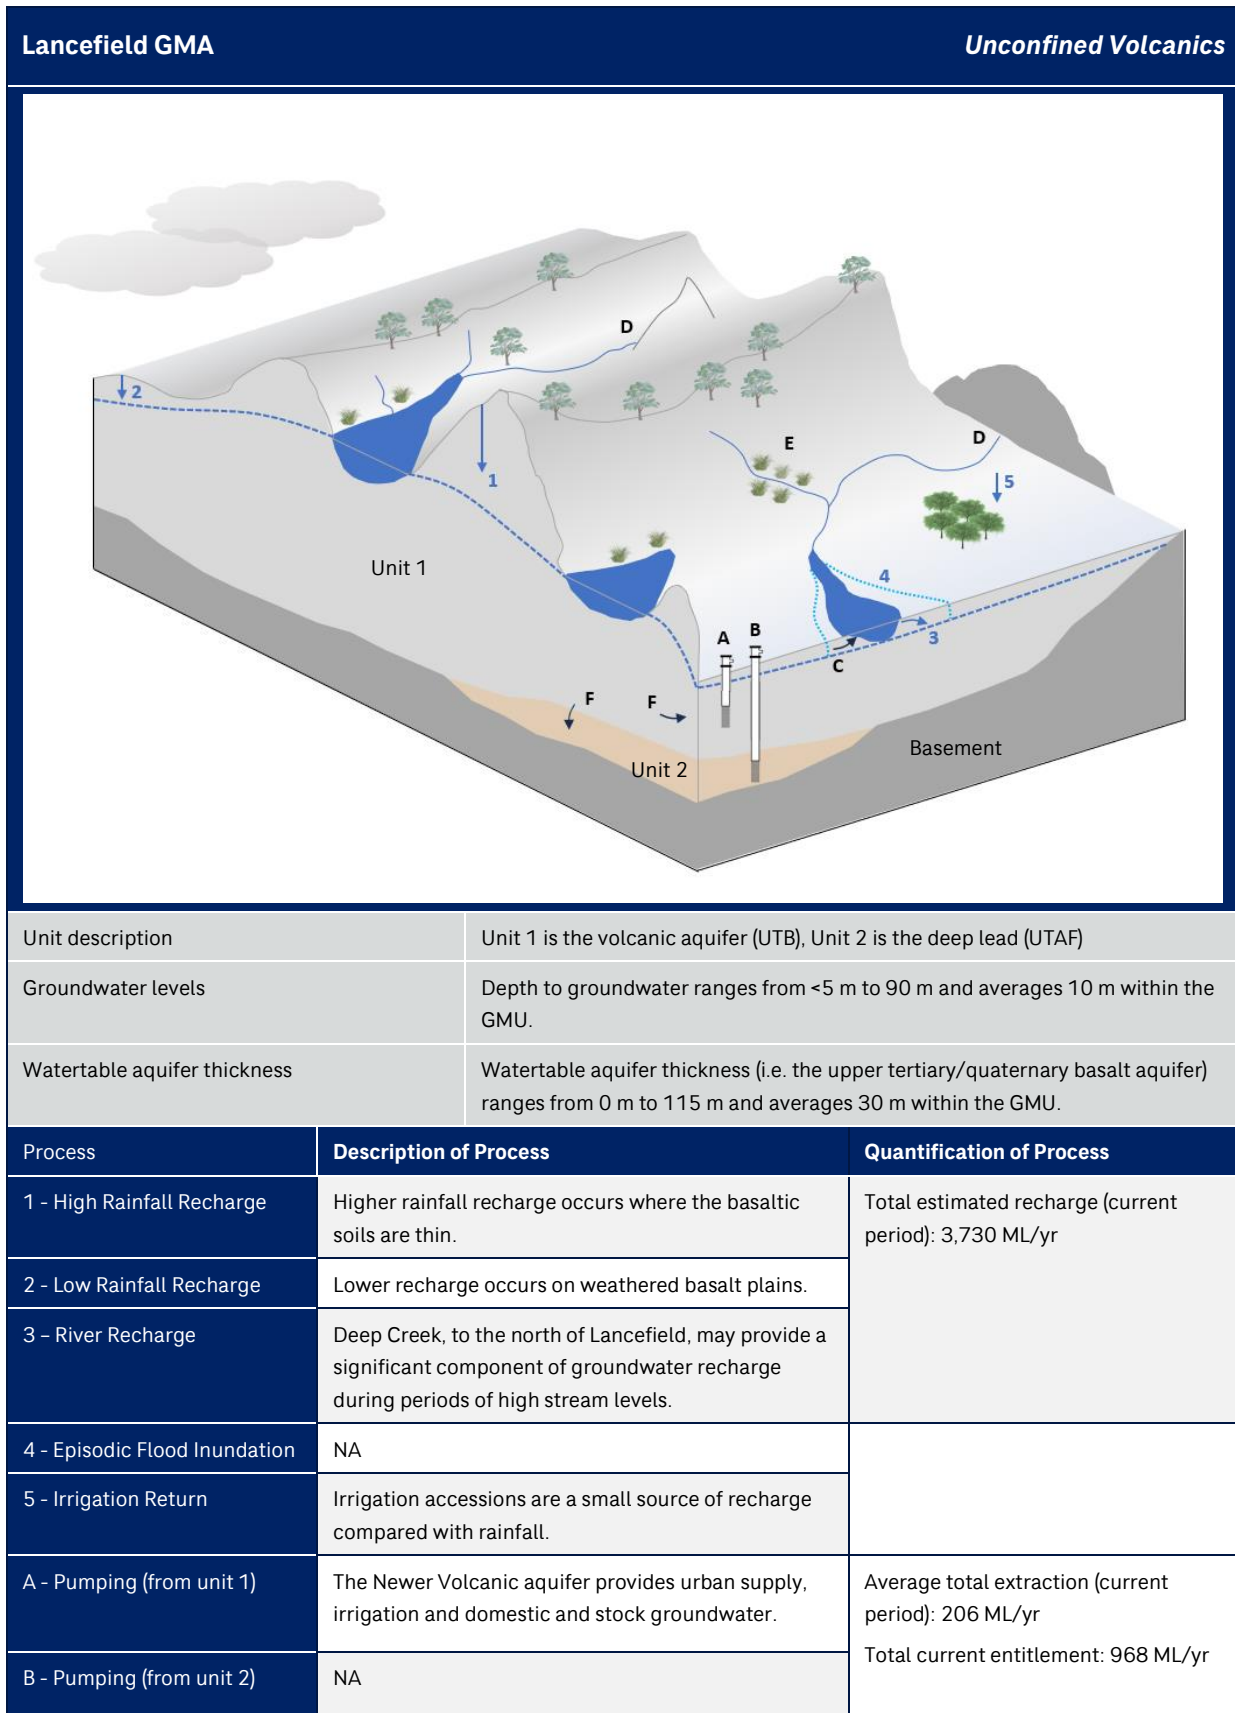 Lancefield GMA
Unconfined Volcanics
D
2
E
D
1
5
Unit 1
4
B
A
3
C
F
F
Basement
Unit 2
Unit description
Unit 1 is the volcanic aquifer (UTB), Unit 2 is the deep lead (UTAF)
Groundwater levels
Depth to groundwater ranges from <5 m to 90 m and averages 10 m within the
GMU.
Watertable aquifer thickness
Watertable aquifer thickness (i.e. the upper tertiary/quaternary basalt aquifer)
ranges from 0 m to 115 m and averages 30 m within the GMU.
Process
Description of Process
Quantification of Process
1 - High Rainfall Recharge
Higher rainfall recharge occurs where the basaltic
soils are thin.
Total estimated recharge (current
period): 3,730 ML/yr
2 - Low Rainfall Recharge
Lower recharge occurs on weathered basalt plains.
3 – River Recharge
Deep Creek, to the north of Lancefield, may provide a
significant component of groundwater recharge
during periods of high stream levels.
4 - Episodic Flood Inundation
NA
5 - Irrigation Return
Irrigation accessions are a small source of recharge
compared with rainfall.
A - Pumping (from unit 1)
The Newer Volcanic aquifer provides urban supply,
irrigation and domestic and stock groundwater.
Average total extraction (current
period): 206 ML/yr
Total current entitlement: 968 ML/yr
B - Pumping (from unit 2)
NA